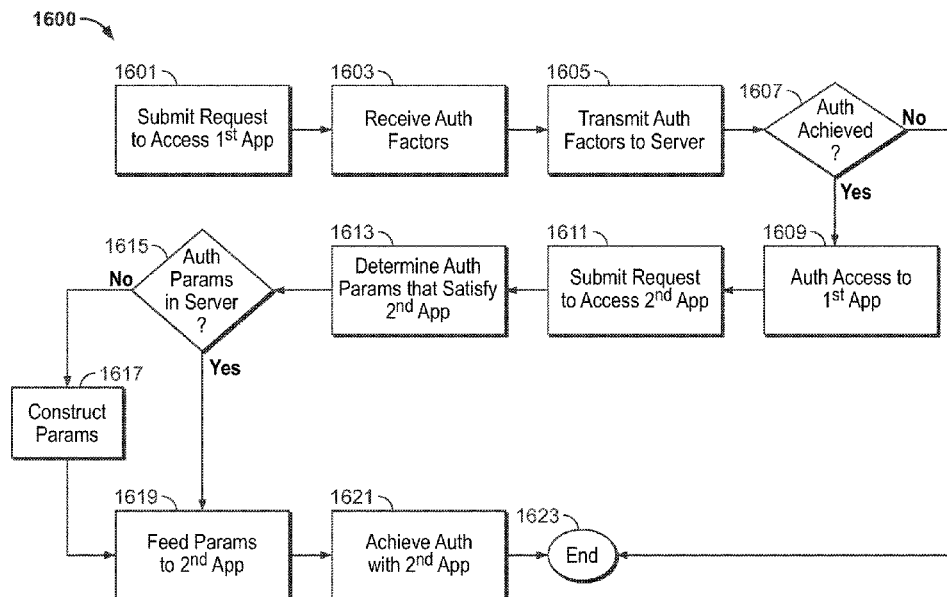 1600
1601
Submit Request
to Access 1st App
1603
Receive Auth
Factors
1605
Transmit Auth
Factors to Server
1607
Auth
Achieved
?
No
Yes
1609
Auth Access to
1st App
1611
Submit Request
to Access 2nd App
1613
Determine Auth
Params that Satisfy
2nd App
1615
Auth
Params
in Server
?
No
Yes
1617
Construct
Params
1619
Feed Params
to 2nd App
1621
Achieve Auth
with 2nd App
1623
End